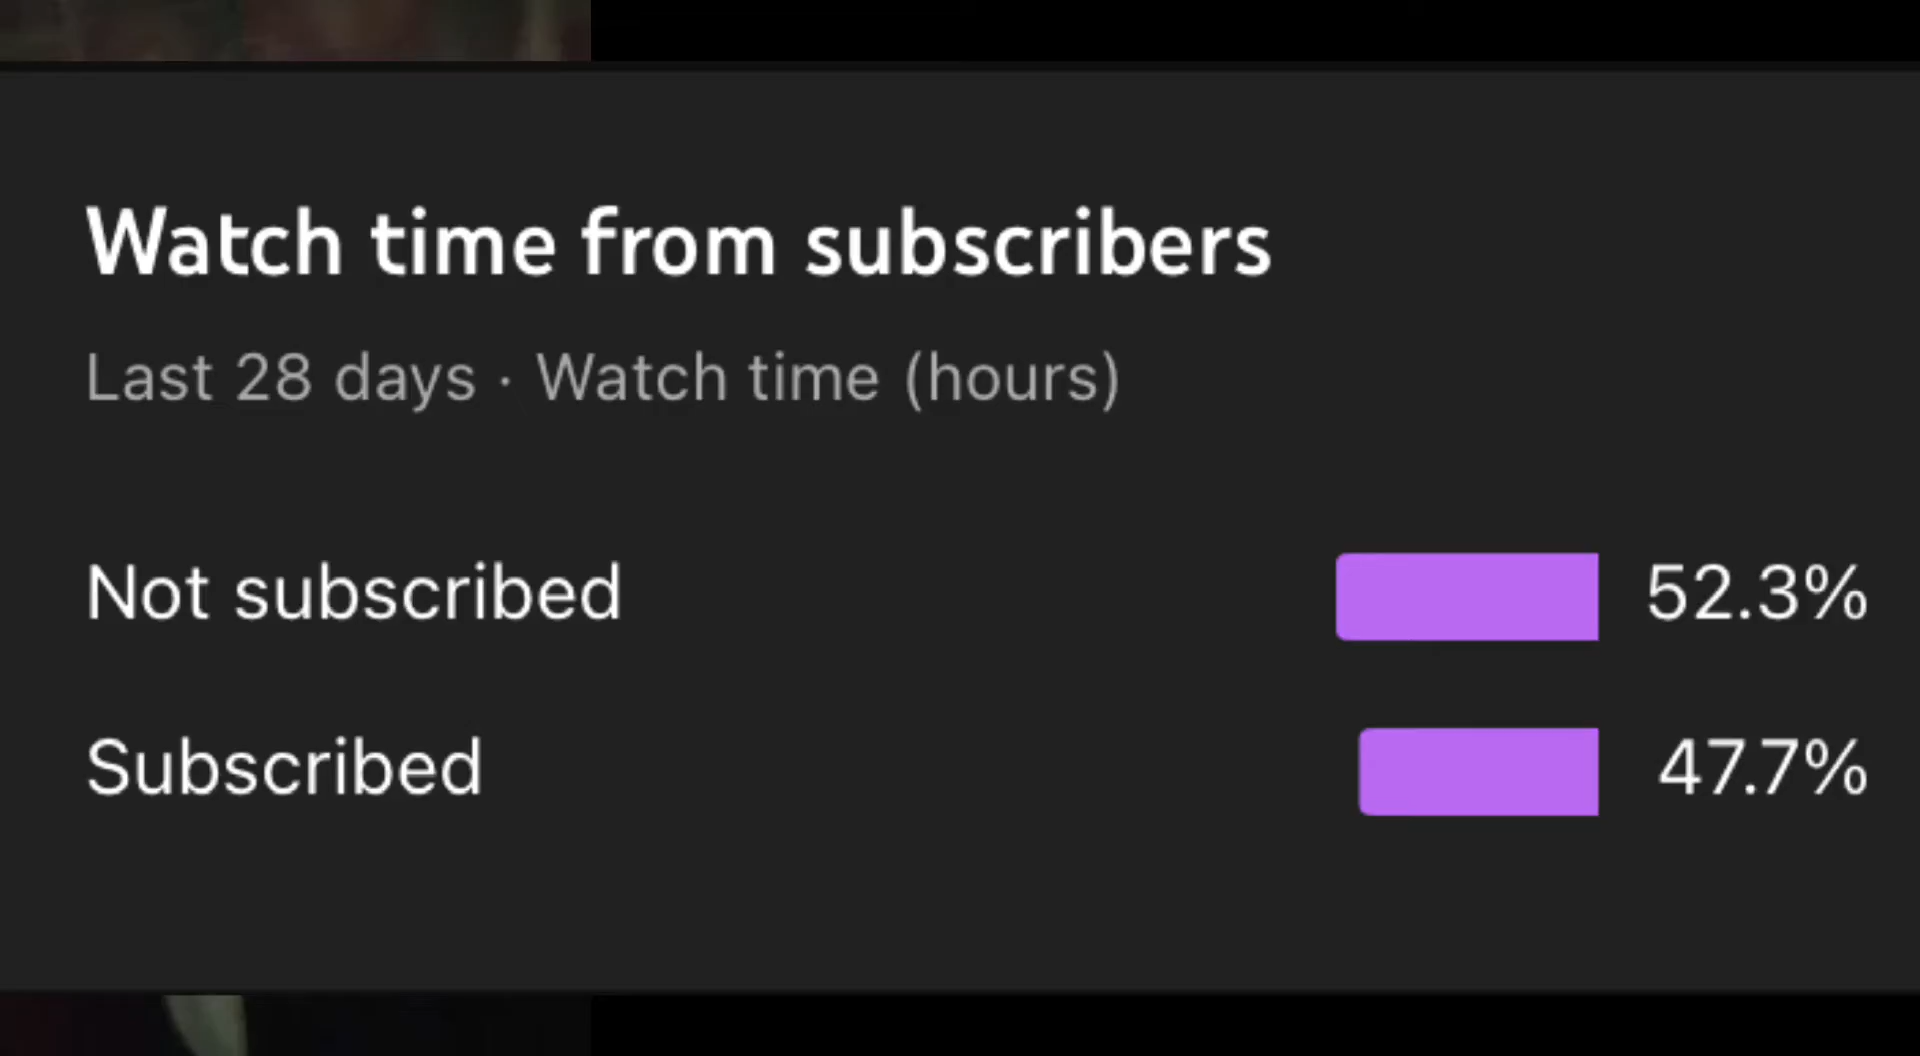 Watch time from subscribers
Last 28 days · Watch time (hours)
Not subscribed 52.3%
Subscribed 47.7%